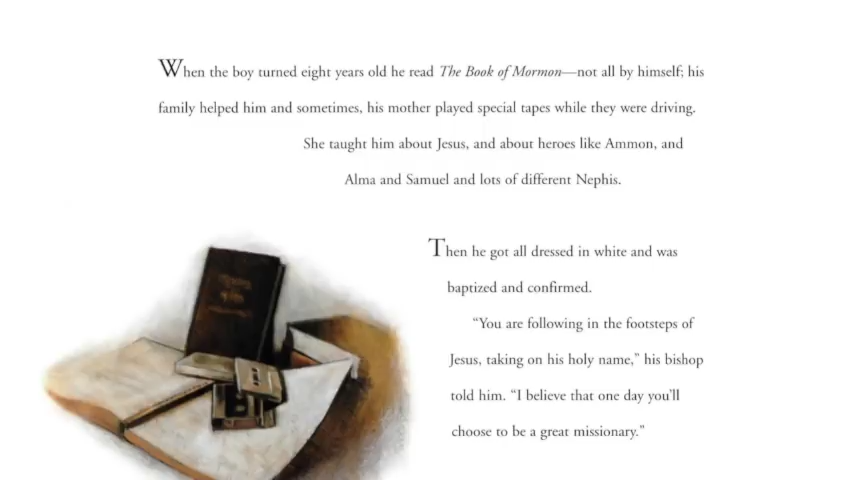 When the boy turned eight years old he read The Book of Mormon—not all by himself; his
family helped him and sometimes, his mother played special tapes while they were driving.
She taught him about Jesus, and about heroes like Ammon, and
Alma and Samuel and lots of different Nephis.
Then he got all dressed in white and was
baptized and confirmed.
“You are following in the footsteps of
Jesus, taking on his holy name,” his bishop
told him. “I believe that one day you’ll
choose to be a great missionary.”